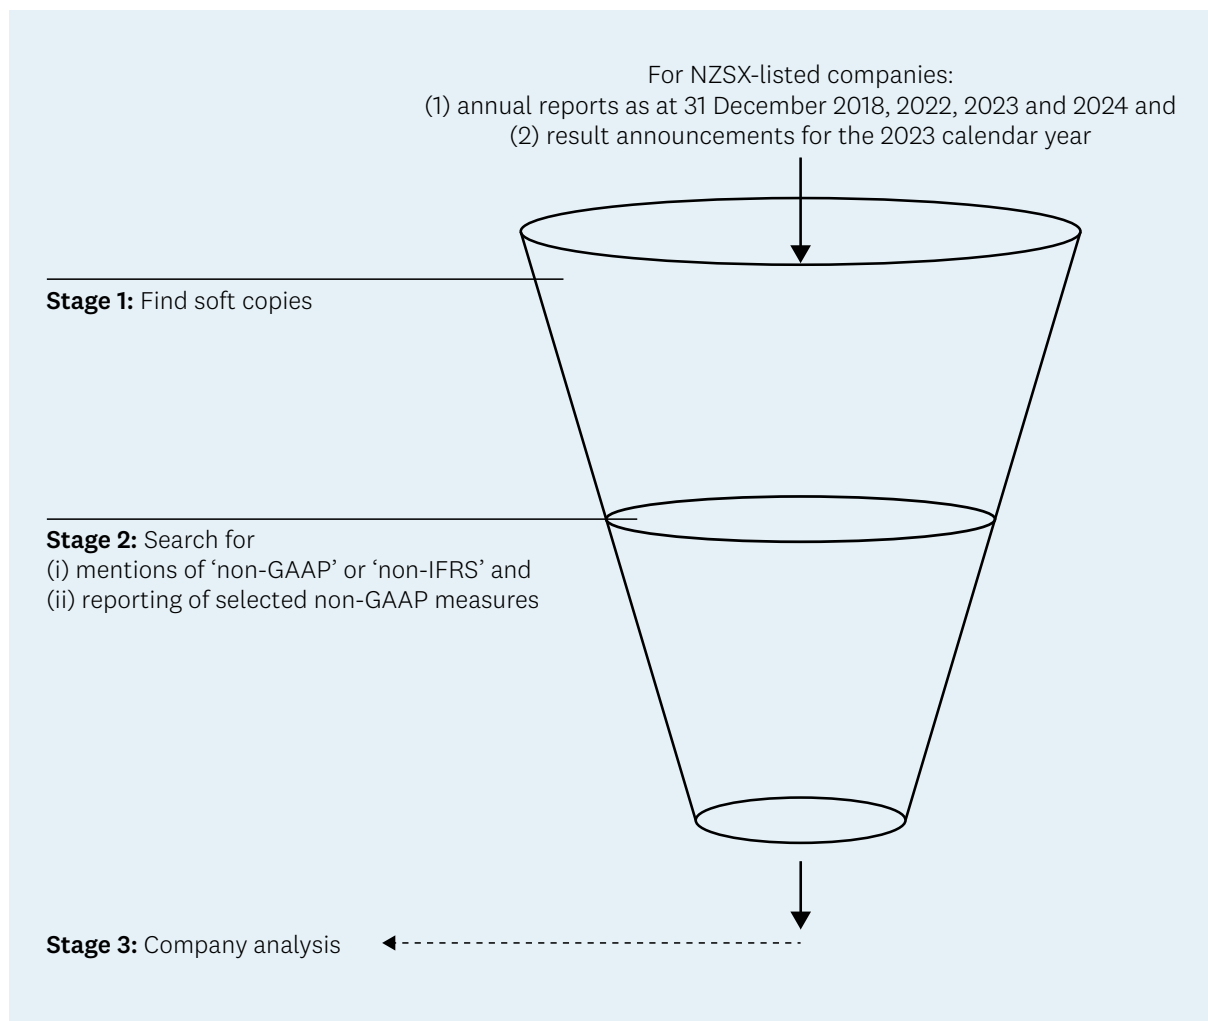 For NZSX-listed companies:
(1) annual reports as at 31 December 2018, 2022, 2023 and 2024 and
(2) result announcements for the 2023 calendar year
Stage 1: Find soft copies
Stage 2: Search for
(i) mentions of ‘non-GAAP’ or ‘non-IFRS’ and
(ii) reporting of selected non-GAAP measures
Stage 3: Company analysis